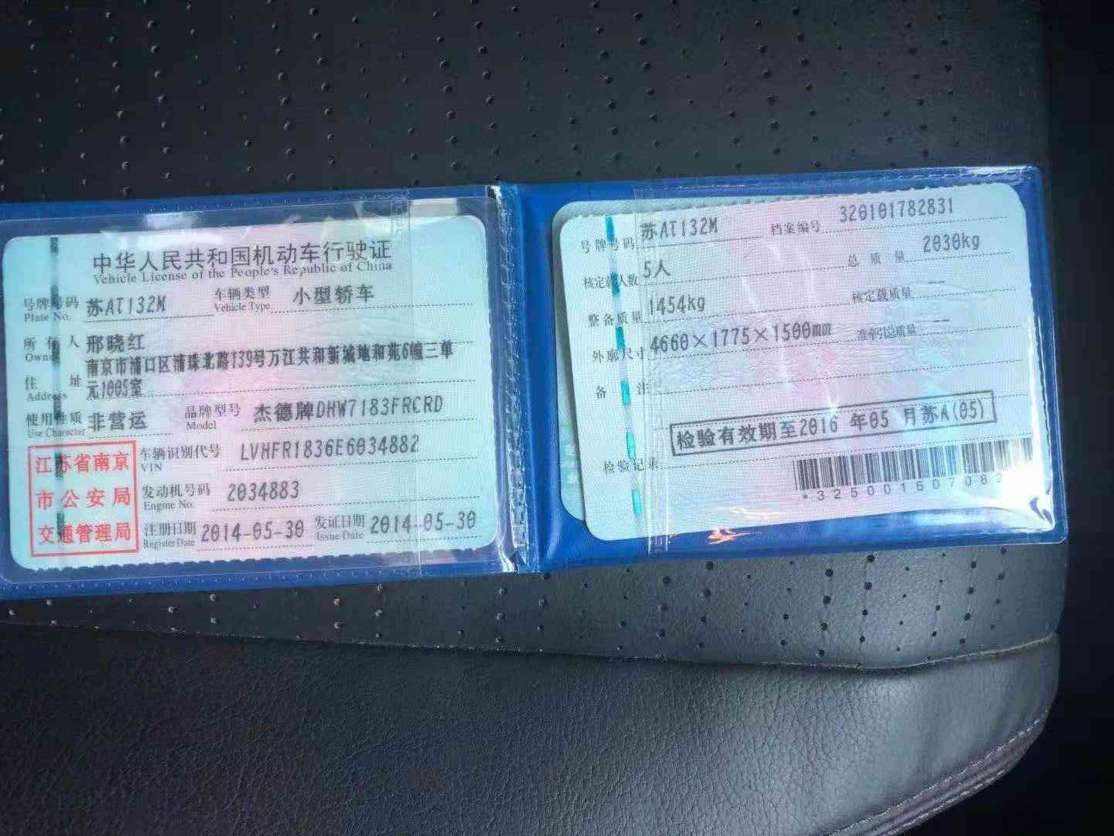 中华人民共和国机动车行驶证
Vehicle License of the People's Republic of China
号牌号码 苏AT132M 车辆类型 小型轿车
Plate No. Vehicle Type
所有人 邢晓红
Owner
住址 南京市浦口区浦珠北路139号万江共和新城地和苑6幢三单
Address 元1005室
使用性质 非营运 品牌型号 杰德牌DHW7183FRCRD
Use Character Model
江苏省南京
市公安局
交通管理局
车辆识别代号 LVHFR1836E6034882
VIN
发动机号码 2034883
Engine No.
注册日期 2014-05-30 发证日期 2014-05-30
Register Date Issue Date
号牌号码 苏AT132M 档案编号 320101782831
核定载人数 5人 总质量 2030kg
整备质量 1454kg 核定载质量 --
外廓尺寸 4660×1775×1500mm 准牵引总质量 --
备注
检验有效期至2016年05月苏A(05)
检验记录
*325001607082